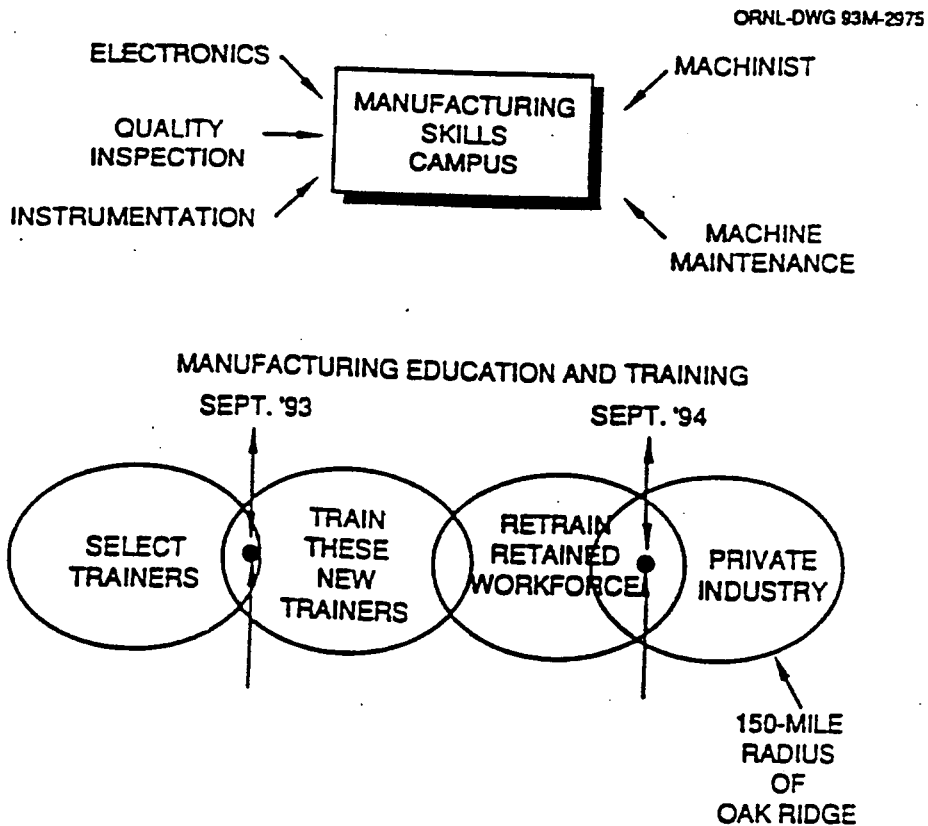 ORNL-DWG 93M-2975
ELECTRONICS
MACHINIST
MANUFACTURING
SKILLS
CAMPUS
QUALITY
INSPECTION
INSTRUMENTATION
MACHINE
MAINTENANCE
MANUFACTURING EDUCATION AND TRAINING
SEPT. '93
SEPT. '94
SELECT
TRAINERS
TRAIN
THESE
NEW
TRAINERS
RETRAIN
RETAINED
WORKFORCE
PRIVATE
INDUSTRY
150-MILE
RADIUS
OF
OAK RIDGE